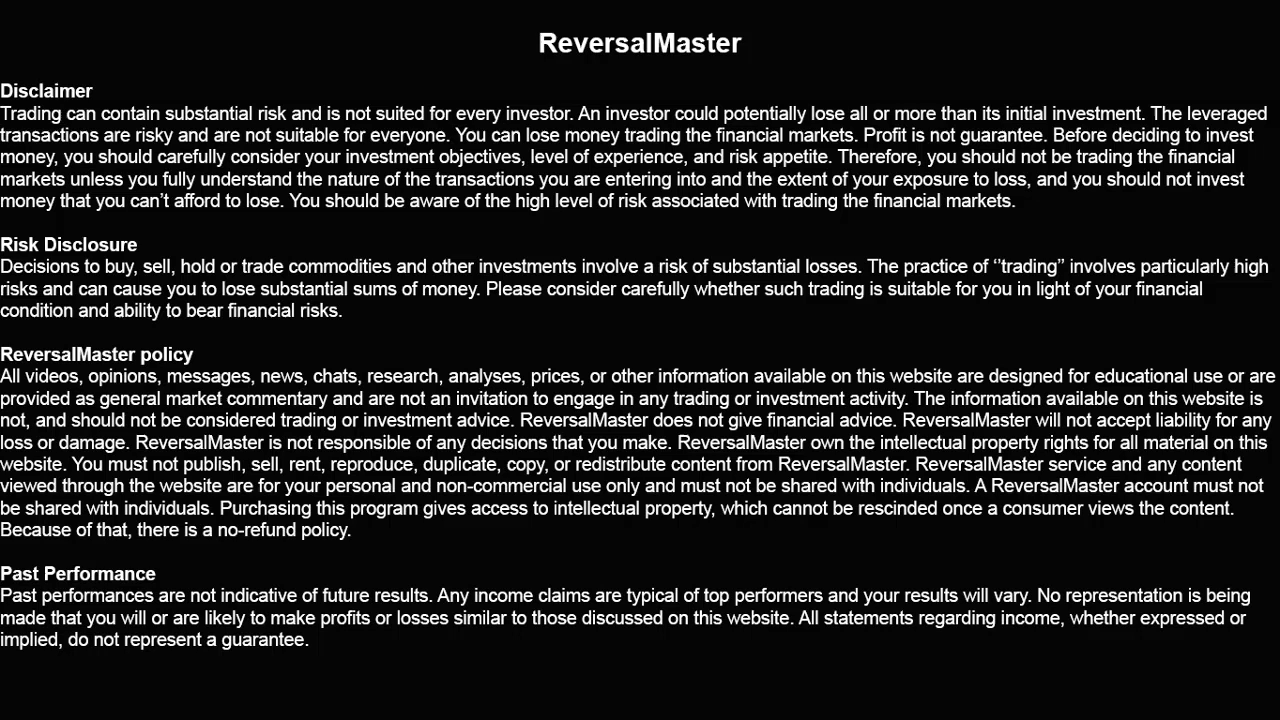 ReversalMaster
Disclaimer
Trading can contain substantial risk and is not suited for every investor. An investor could potentially lose all or more than its initial investment. The leveraged
transactions are risky and are not suitable for everyone. You can lose money trading the financial markets. Profit is not guarantee. Before deciding to invest
money, you should carefully consider your investment objectives, level of experience, and risk appetite. Therefore, you should not be trading the financial
markets unless you fully understand the nature of the transactions you are entering into and the extent of your exposure to loss, and you should not invest
money that you can’t afford to lose. You should be aware of the high level of risk associated with trading the financial markets.
Risk Disclosure
Decisions to buy, sell, hold or trade commodities and other investments involve a risk of substantial losses. The practice of ‘’trading’’ involves particularly high
risks and can cause you to lose substantial sums of money. Please consider carefully whether such trading is suitable for you in light of your financial
condition and ability to bear financial risks.
ReversalMaster policy
All videos, opinions, messages, news, chats, research, analyses, prices, or other information available on this website are designed for educational use or are
provided as general market commentary and are not an invitation to engage in any trading or investment activity. The information available on this website is
not, and should not be considered trading or investment advice. ReversalMaster does not give financial advice. ReversalMaster will not accept liability for any
loss or damage. ReversalMaster is not responsible of any decisions that you make. ReversalMaster own the intellectual property rights for all material on this
website. You must not publish, sell, rent, reproduce, duplicate, copy, or redistribute content from ReversalMaster. ReversalMaster service and any content
viewed through the website are for your personal and non-commercial use only and must not be shared with individuals. A ReversalMaster account must not
be shared with individuals. Purchasing this program gives access to intellectual property, which cannot be rescinded once a consumer views the content.
Because of that, there is a no-refund policy.
Past Performance
Past performances are not indicative of future results. Any income claims are typical of top performers and your results will vary. No representation is being
made that you will or are likely to make profits or losses similar to those discussed on this website. All statements regarding income, whether expressed or
implied, do not represent a guarantee.